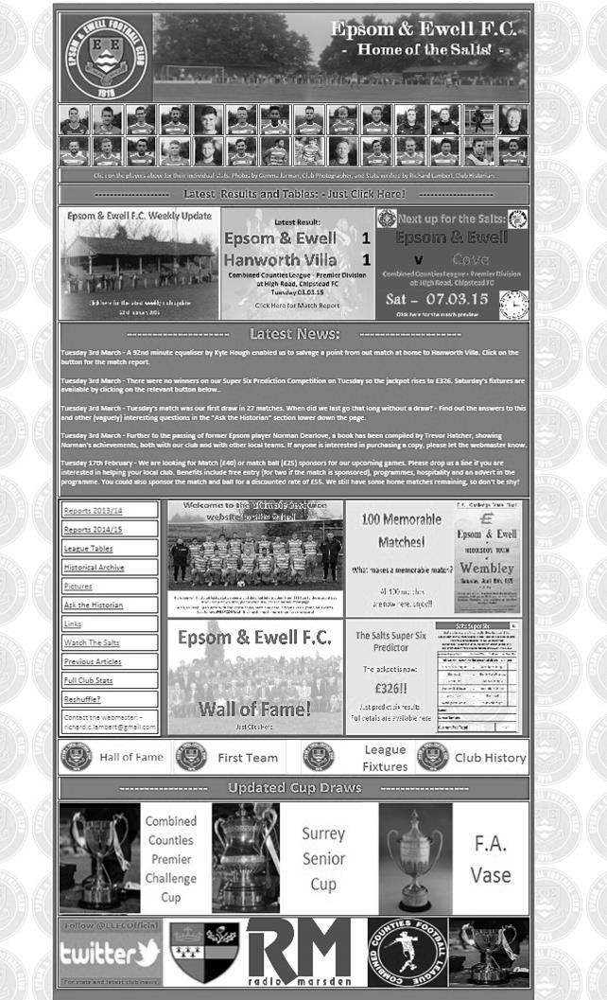 EPSOM & EWELL FOOTBALL CLUB
E E
1918
Epsom & Ewell F.C.
- Home of the Salts! -
Click on the players above for their individual stats. Photos by Gemma Jarman, Club Photographer, and Stats verified by Richard Lambert, Club Historian.
-------------------- Latest Results and Tables: - Just Click Here! --------------------
Epsom & Ewell F.C. Weekly Update
Click here for the latest weekly club update
Latest Result:
Epsom & Ewell 1
Hanworth Villa 1
Combined Counties League - Premier Division
at High Road, Chipstead FC
Tuesday 03.03.15
Click Here for Match Report
Next up for the Salts:
Epsom & Ewell
v Cove
Combined Counties League - Premier Division
at: High Road, Chipstead FC
Sat - 07.03.15
Click here for the match preview
-------------------- Latest News: --------------------
Tuesday 3rd March - A 92nd minute equaliser by Kyle Hough enabled us to salvage a point from out match at home to Hanworth Villa. Click on the
button for the match report.
Tuesday 3rd March - There were no winners on our Super Six Prediction Competition on Tuesday so the jackpot rises to £326. Saturday's fixtures are
available by clicking on the relevant button below..
Tuesday 3rd March - Tuesday's match was our first draw in 27 matches. When did we last go that long without a draw? - Find out the answers to this
and other (vaguely) interesting questions in the "Ask the Historian" section lower down the page.
Tuesday 3rd March - Further to the passing of former Epsom player Norman Dearlove, a book has been compiled by Trevor Hatcher, showing
Norman's achievements, both with our club and with other local teams. If anyone is interested in purchasing a copy, please let the webmaster know.
Tuesday 17th February - We are looking for Match (£40) or match ball (£25) sponsors for our upcoming games. Please drop us a line if you are
interested in helping your local club. Benefits include free entry (for two if the match is sponsored), programmes, hospitality and an advert in the
programme. You could also sponsor the match and ball for a discounted rate of £55. We still have some home matches remaining, so don't be shy!
Reports 2013/14
Reports 2014/15
League Tables
Historical Archive
Pictures
Ask the Historian
Links
Watch The Salts
Previous Articles
Full Club Stats
Reshuffle?
Contact the webmaster: -
richard.c.lambert@gmail.com
Welcome to the ultimate resource
website
100 Memorable
Matches!
What makes a memorable match?
All 100 matches
are now here. Enjoy!!
F.A. Challenge Vase Final
Epsom & Ewell
Wembley
Epsom & Ewell F.C.
Wall of Fame!
Just Click Here
The Salts Super Six
Predictor
The jackpot is now:
£326!!
Just predict six results
Full details are available here
Salts Super Six
Hall of Fame
First Team
League
Fixtures
Club History
------------------ Updated Cup Draws ------------------
Combined
Counties
Premier
Challenge
Cup
Surrey
Senior
Cup
F.A.
Vase
Follow @EEFCOfficial
twitter
For stats and latest club news
RM
radio marsden
COMBINED COUNTIES FOOTBALL LEAGUE